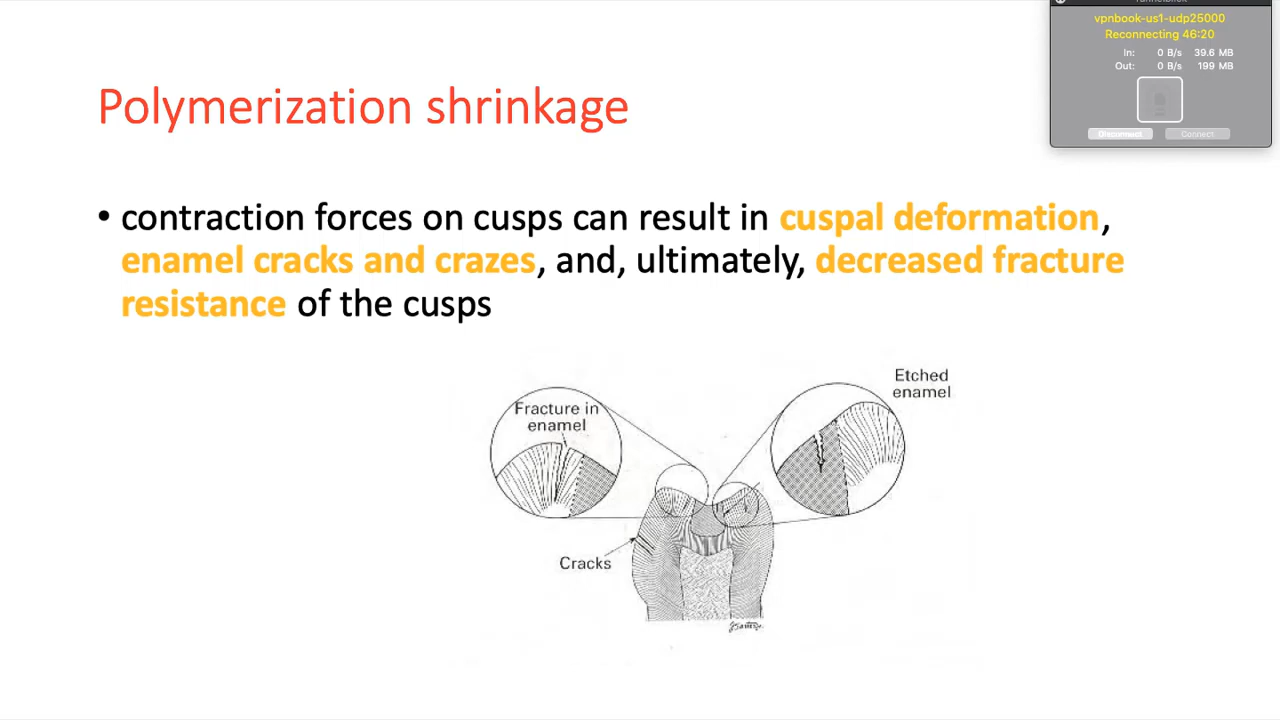 vpnbook-us1-udp25000
Reconnecting 46:20
In: 0 B/s 39.6 MB
Out: 0 B/s 199 MB
Disconnect Connect
Polymerization shrinkage
• contraction forces on cusps can result in cuspal deformation,
enamel cracks and crazes, and, ultimately, decreased fracture
resistance of the cusps
Etched
enamel
Fracture in
enamel
Cracks